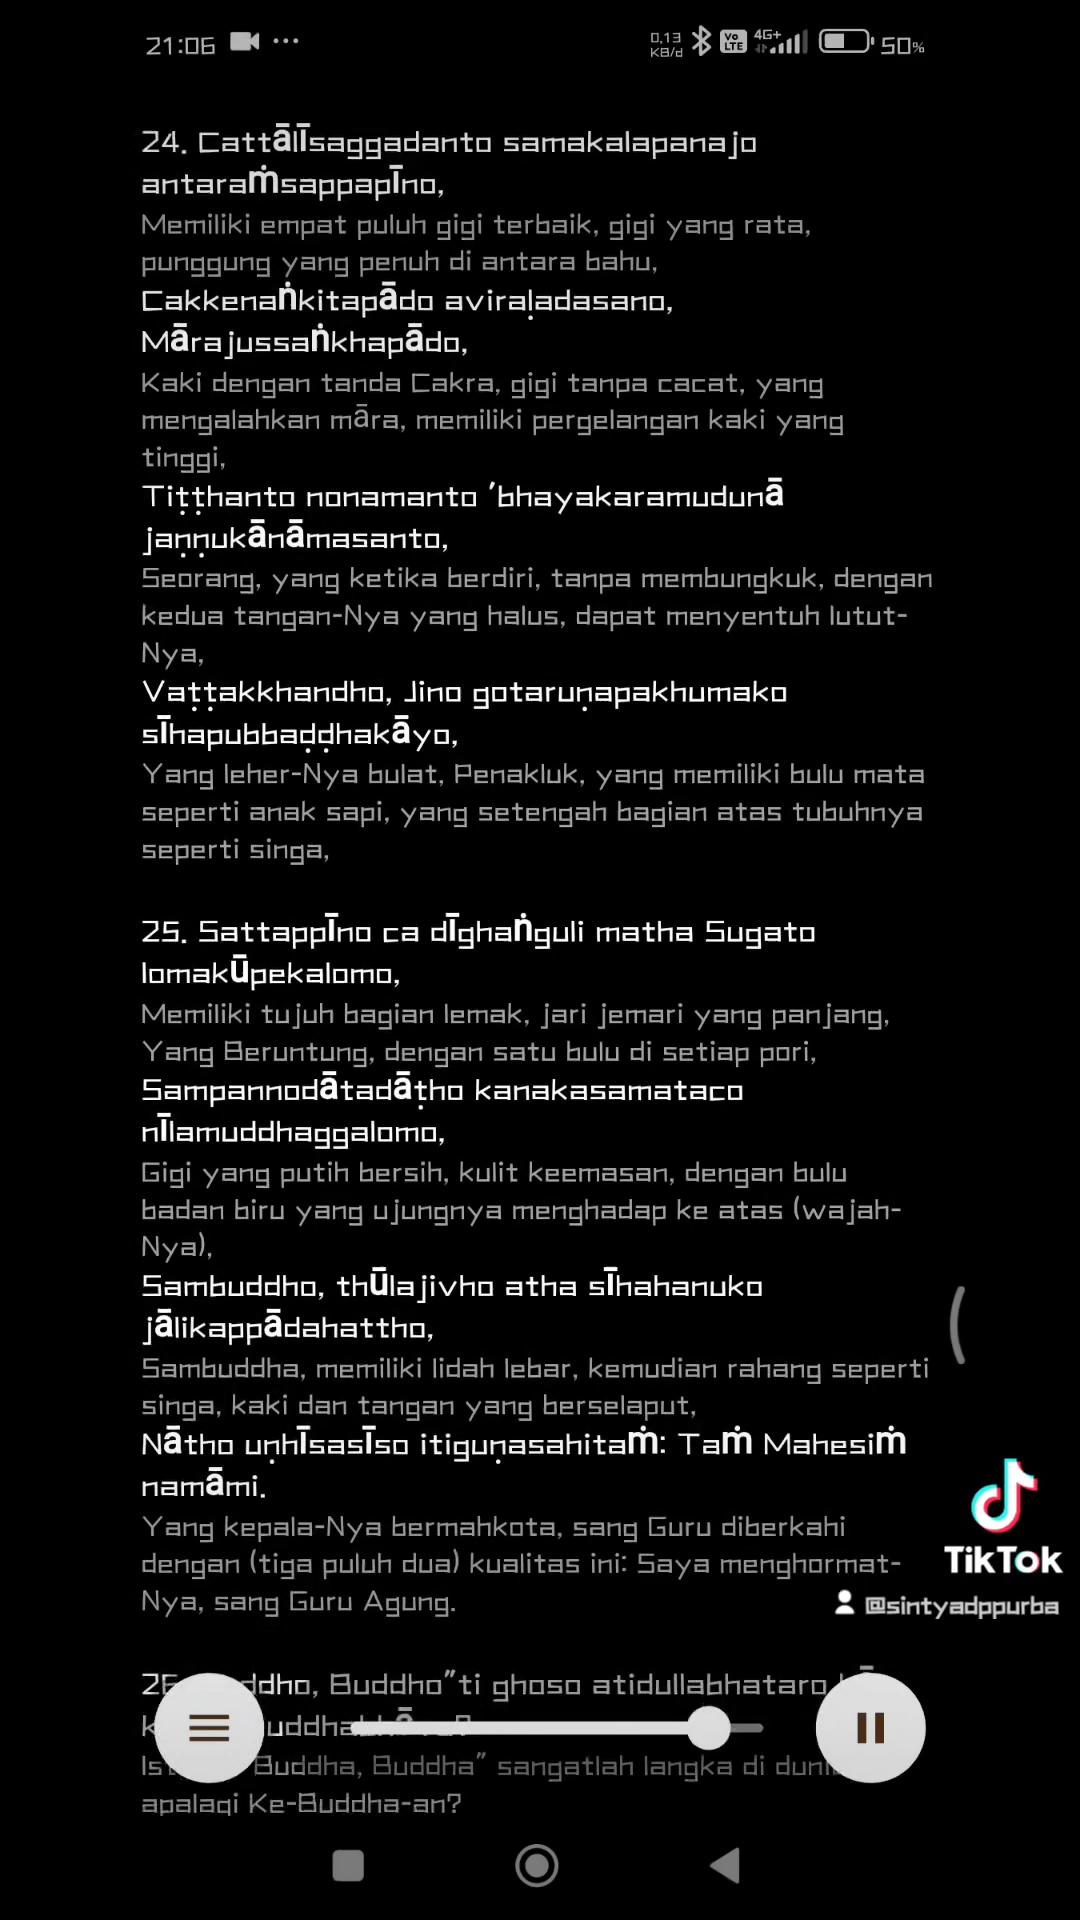 21:06
0,13
KB/d
Vo
LTE
4G+
50%
24. Cattālīsaggadanto samakalapanajo
antaraṁsappapīno,
Memiliki empat puluh gigi terbaik, gigi yang rata,
punggung yang penuh di antara bahu,
Cakkenaṅkitapādo aviraḷadasano,
Mārajussaṅkhapādo,
Kaki dengan tanda Cakra, gigi tanpa cacat, yang
mengalahkan māra, memiliki pergelangan kaki yang
tinggi,
Tiṭṭhanto nonamanto 'bhayakaramudunā
jaṇṇukānāmasanto,
Seorang, yang ketika berdiri, tanpa membungkuk, dengan
kedua tangan-Nya yang halus, dapat menyentuh lutut-
Nya,
Vaṭṭakkhandho, Jino gotaruṇapakhumako
sīhapubbaḍḍhakāyo,
Yang leher-Nya bulat, Penakluk, yang memiliki bulu mata
seperti anak sapi, yang setengah bagian atas tubuhnya
seperti singa,
25. Sattappīno ca dīghaṅguli matha Sugato
lomakūpekalomo,
Memiliki tujuh bagian lemak, jari jemari yang panjang,
Yang Beruntung, dengan satu bulu di setiap pori,
Sampannodātadāṭho kanakasamataco
nīlamuddhaggalomo,
Gigi yang putih bersih, kulit keemasan, dengan bulu
badan biru yang ujungnya menghadap ke atas (wajah-
Nya),
Sambuddho, thūlajivho atha sīhahanuko
jālikappādahattho,
Sambuddha, memiliki lidah lebar, kemudian rahang seperti
singa, kaki dan tangan yang berselaput,
Nātho uṇhīsasīso itiguṇasahitaṁ: Taṁ Mahesiṁ
namāmi.
Yang kepala-Nya bermahkota, sang Guru diberkahi
dengan (tiga puluh dua) kualitas ini: Saya menghormat-
Nya, sang Guru Agung.
TikTok
@sintyadppurba
Buddho"ti ghoso atidullabhataro
Buddha, Buddha" sangatlah langka di
apalagi Ke-Buddha-an?